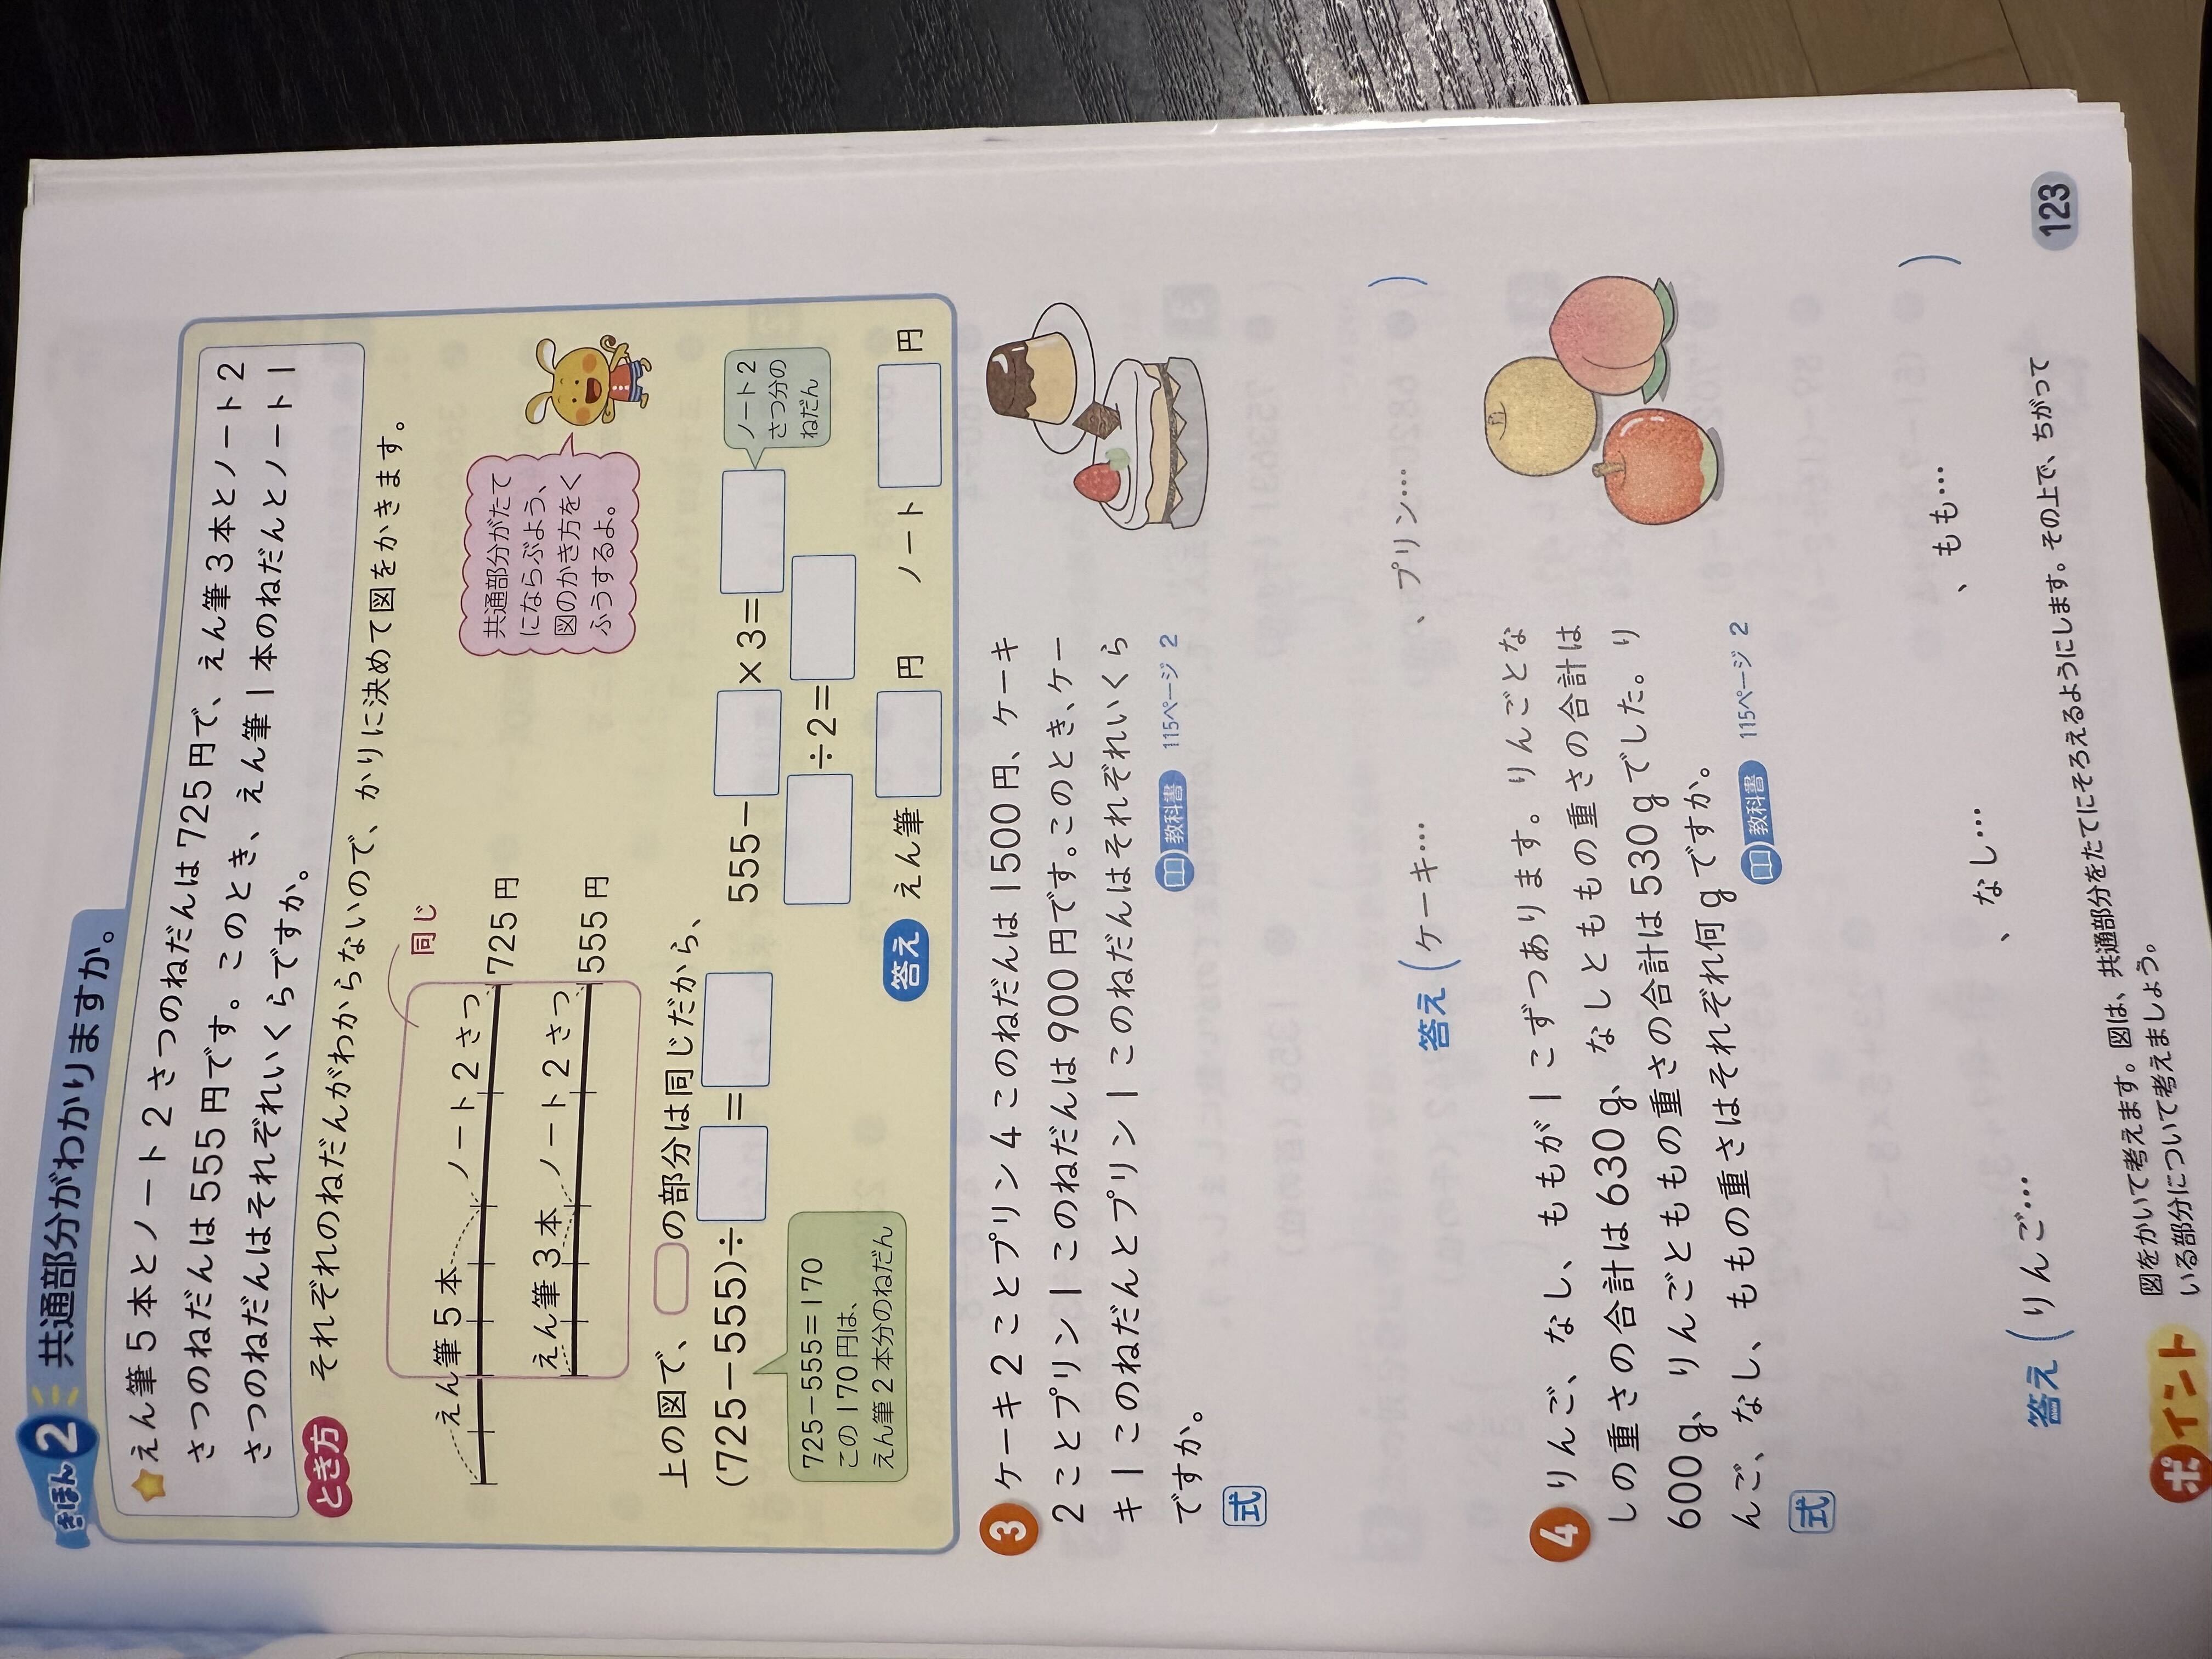 きほん 2 共通部分がわかりますか。
えん筆5本とノート2さつのねだんは725円で、えん筆3本とノート2
さつのねだんは555円です。このとき、えん筆1本のねだんとノート1
さつのねだんはそれぞれいくらですか。
とき方 それぞれのねだんがわからないので、かりに決めて図をかきます。
同じ
えん筆5本 ノート2さつ 725円
えん筆3本 ノート2さつ 555円
共通部分がたて
にならぶよう、
図のかき方をく
ふうするよ。
上の図で、 の部分は同じだから、
(725−555)÷ =
555− ×3=
÷2=
725−555=170
この170円は、
えん筆2本分のねだん
ノート2
さつ分の
ねだん
答え えん筆 円 ノート 円
3 ケーキ2ことプリン4このねだんは1500円、ケーキ
2ことプリン1このねだんは900円です。このとき、ケー
キ1このねだんとプリン1このねだんはそれぞれいくら
ですか。
教科書 115ページ 2
式
答え(ケーキ… 、プリン… )
4 りんご、なし、ももが1こずつあります。りんごとな
しの重さの合計は630g、なしとももの重さの合計は
600g、りんごとももの重さの合計は530gでした。り
んご、なし、ももの重さはそれぞれ何gですか。
教科書 115ページ 2
式
答え(りんご… 、なし… 、もも… )
ポイント 図をかいて考えます。図は、共通部分をたてにそろえるようにします。その上で、ちがって
いる部分について考えましょう。
123